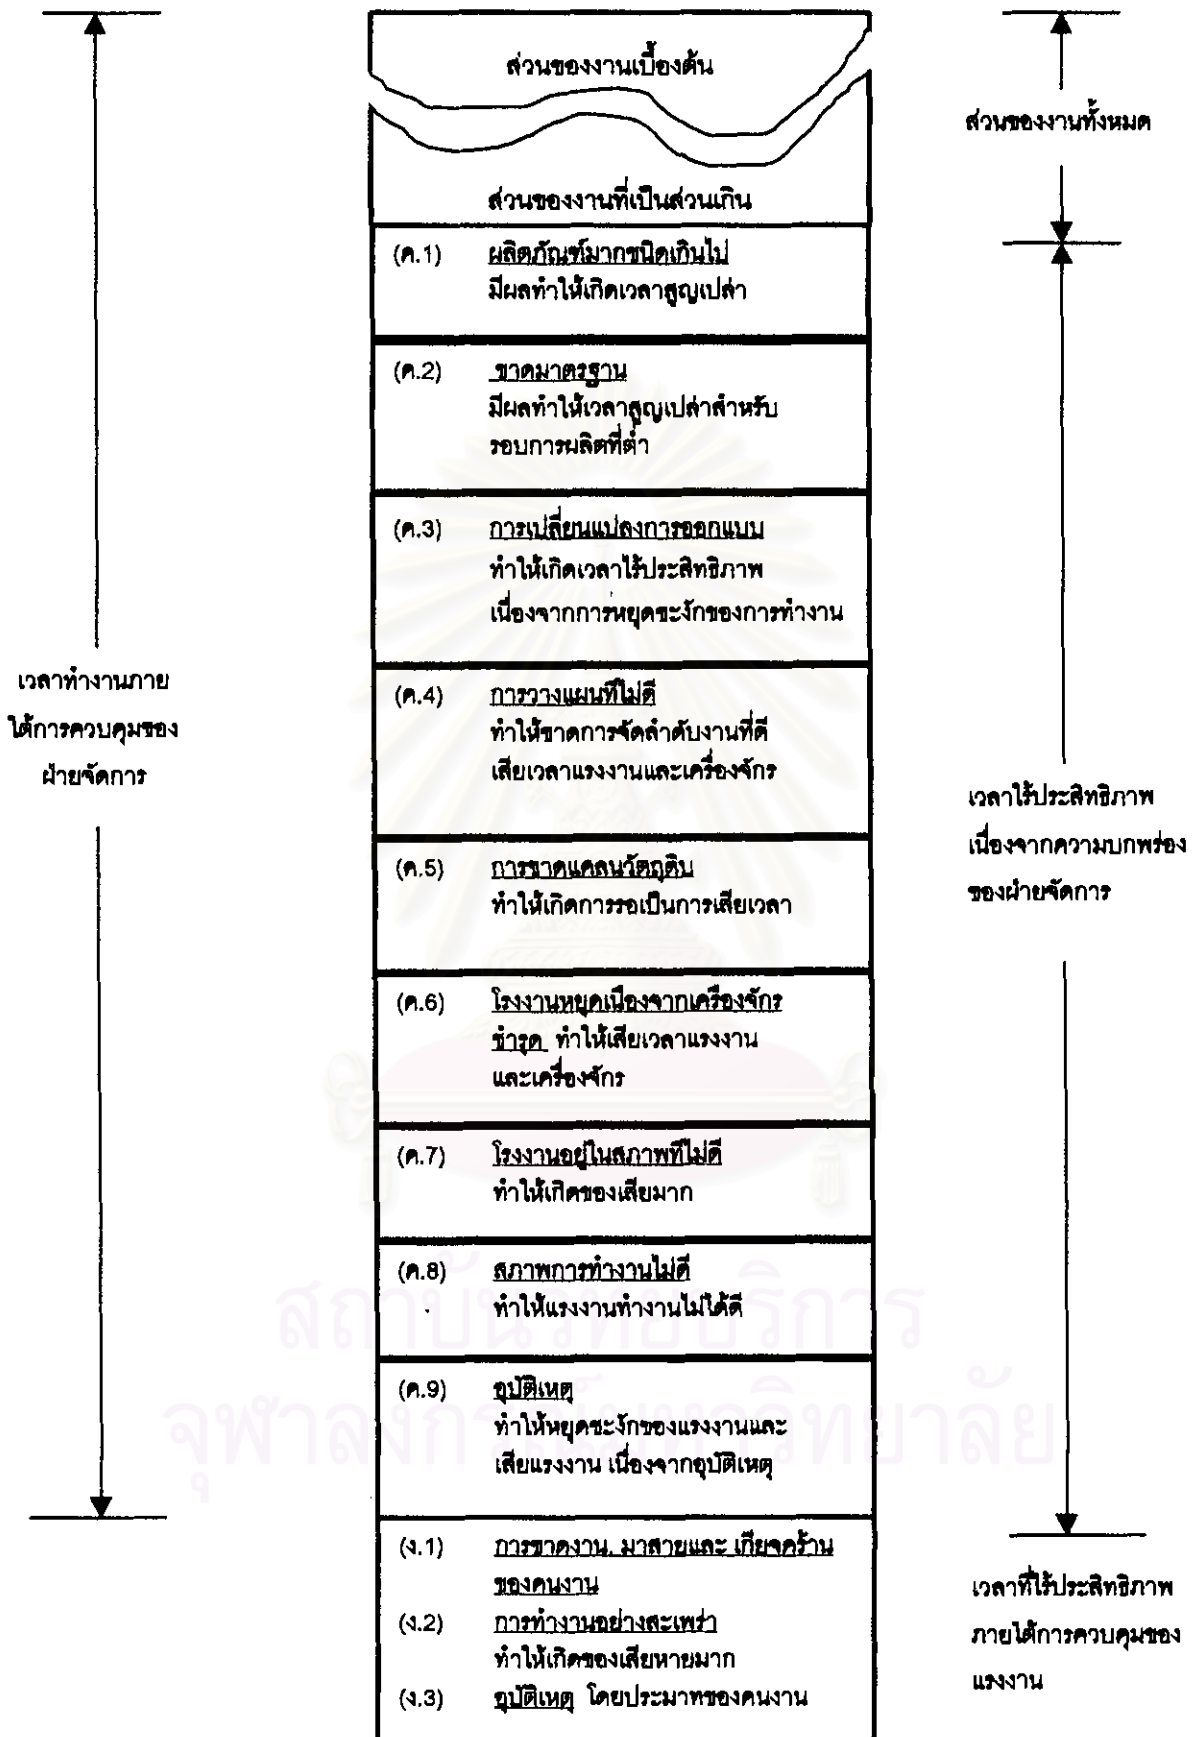 ส่วนของงานเบื้องต้น
ส่วนของงานทั้งหมด
ส่วนของงานที่เป็นส่วนเกิน
(ค.1) ผลิตภัณฑ์มากชนิดเกินไป
มีผลทำให้เกิดเวลาสูญเปล่า
(ค.2) ขาดมาตรฐาน
มีผลทำให้เวลาสูญเปล่าสำหรับ
รอบการผลิตที่ต่ำ
(ค.3) การเปลี่ยนแปลงการออกแบบ
ทำให้เกิดเวลาไร้ประสิทธิภาพ
เนื่องจากการหยุดชะงักของการทำงาน
เวลาทำงานภาย
ใต้การควบคุมของ
ฝ่ายจัดการ
(ค.4) การวางแผนที่ไม่ดี
ทำให้ขาดการจัดลำดับงานที่ดี
เสียเวลาแรงงานและเครื่องจักร
เวลาไร้ประสิทธิภาพ
เนื่องจากความบกพร่อง
ของฝ่ายจัดการ
(ค.5) การขาดแคลนวัตถุดิบ
ทำให้เกิดการรอเป็นการเสียเวลา
(ค.6) โรงงานหยุดเนื่องจากเครื่องจักร
ชำรุด ทำให้เสียเวลาแรงงาน
และเครื่องจักร
(ค.7) โรงงานอยู่ในสภาพที่ไม่ดี
ทำให้เกิดของเสียมาก
(ค.8) สภาพการทำงานไม่ดี
ทำให้แรงงานทำงานไม่ได้ดี
(ค.9) อุบัติเหตุ
ทำให้หยุดชะงักของแรงงานและ
เสียแรงงาน เนื่องจากอุบัติเหตุ
(ง.1) การขาดงาน, มาสายและ เกียจคร้าน
ของคนงาน
(ง.2) การทำงานอย่างสะเพร่า
ทำให้เกิดของเสียหายมาก
(ง.3) อุบัติเหตุ โดยประมาทของคนงาน
เวลาที่ไร้ประสิทธิภาพ
ภายใต้การควบคุมของ
แรงงาน
สถาบันวิทยบริการ
จุฬาลงกรณ์มหาวิทยาลัย